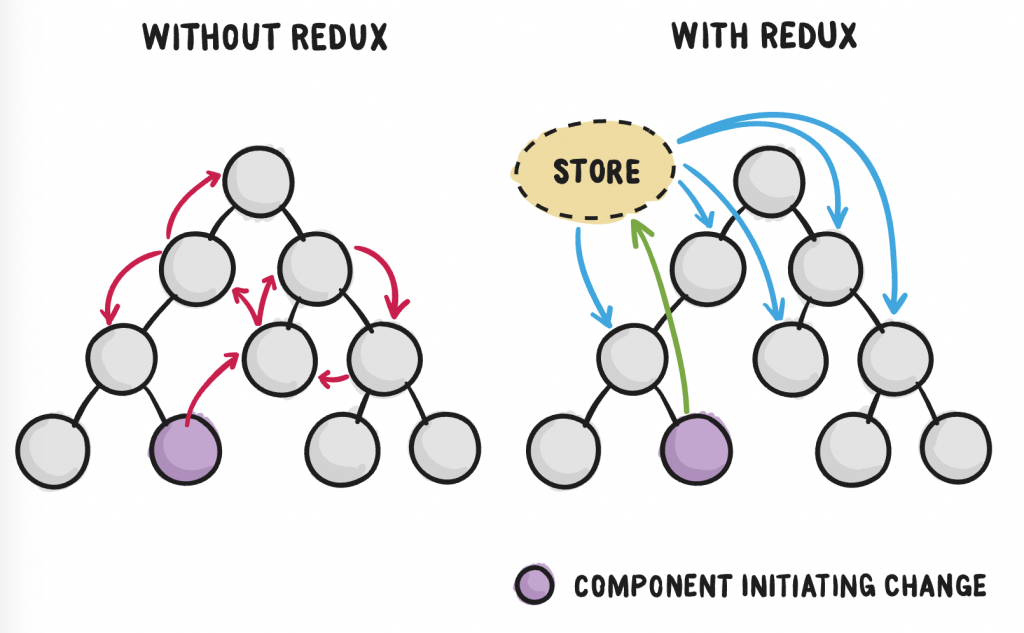 WITHOUT REDUX
WITH REDUX
STORE
COMPONENT INITIATING CHANGE